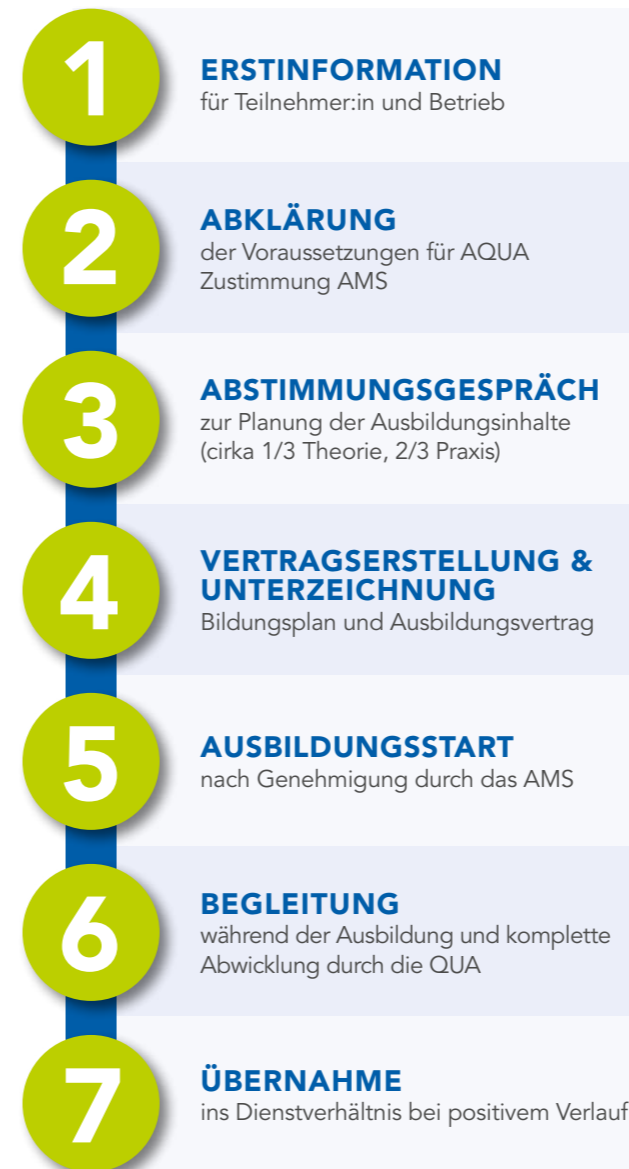 1
ERSTINFORMATION
für Teilnehmer:in und Betrieb
2
ABKLÄRUNG
der Voraussetzungen für AQUA
Zustimmung AMS
3
ABSTIMMUNGSGESPRÄCH
zur Planung der Ausbildungsinhalte
(cirka 1/3 Theorie, 2/3 Praxis)
4
VERTRAGSERSTELLUNG &
UNTERZEICHNUNG
Bildungsplan und Ausbildungsvertrag
5
AUSBILDUNGSSTART
nach Genehmigung durch das AMS
6
BEGLEITUNG
während der Ausbildung und komplette
Abwicklung durch die QUA
7
ÜBERNAHME
ins Dienstverhältnis bei positivem Verlauf